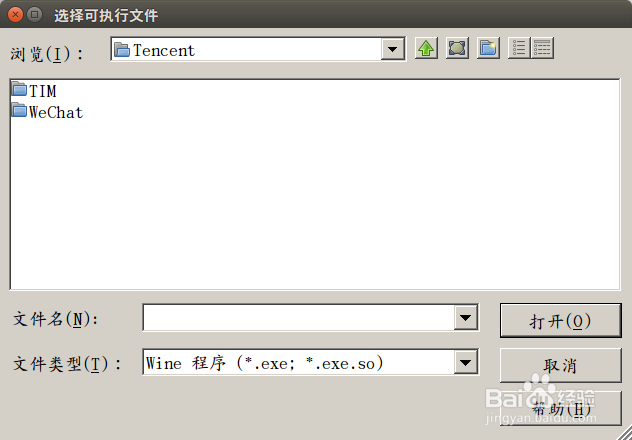 选择可执行文件
浏览(I)： Tencent
TIM
WeChat
文件名(N): 打开(O)
文件类型(T)： Wine 程序 (*.exe; *.exe.so) 取消
帮助(H)
Baidu经验
jingyan.baidu.com